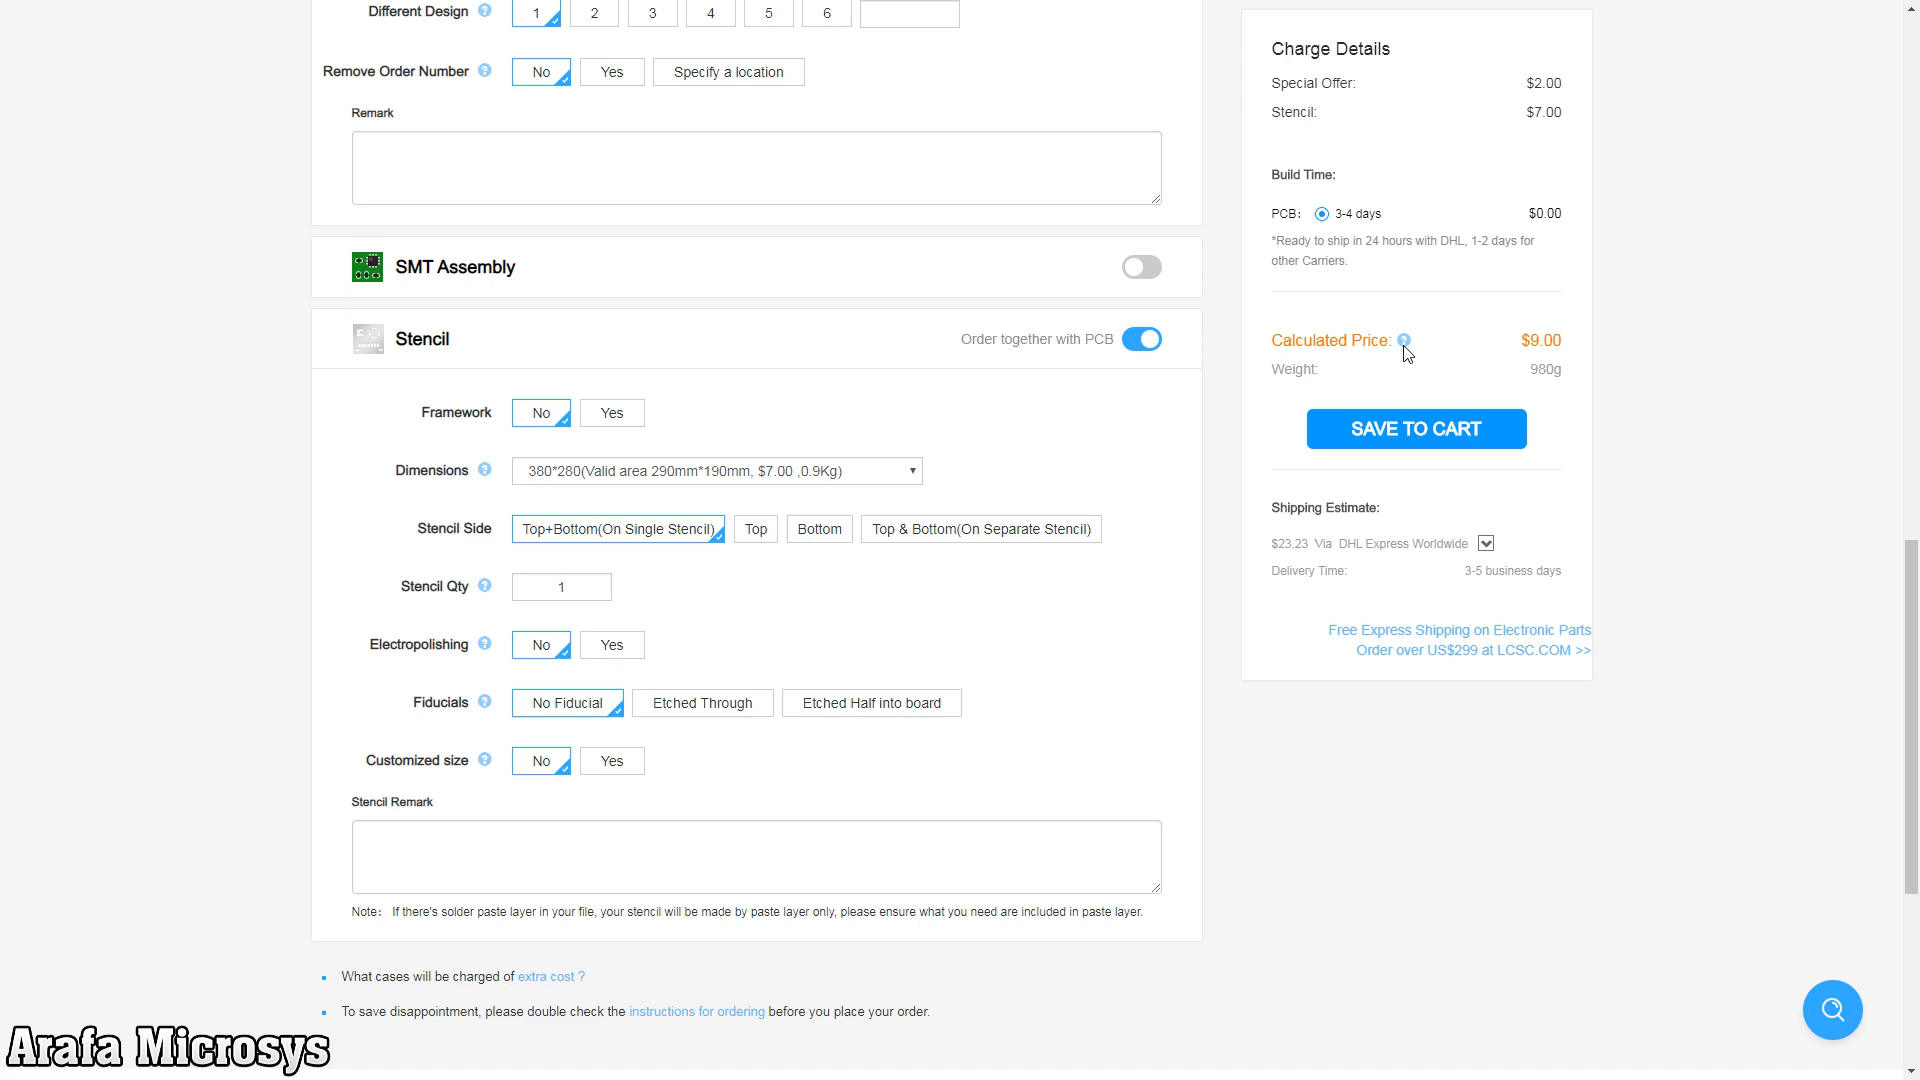 Different Design ? 1 2 3 4 5 6
Remove Order Number ? No Yes Specify a location
Remark
SMT Assembly
Stencil Order together with PCB
Framework No Yes
Dimensions ? 380*280(Valid area 290mm*190mm, $7.00 ,0.9Kg)
Stencil Side Top+Bottom(On Single Stencil) Top Bottom Top & Bottom(On Separate Stencil)
Stencil Qty ? 1
Electropolishing ? No Yes
Fiducials ? No Fiducial Etched Through Etched Half into board
Customized size ? No Yes
Stencil Remark
Note： If there's solder paste layer in your file, your stencil will be made by paste layer only, please ensure what you need are included in paste layer.
What cases will be charged of extra cost ?
To save disappointment, please double check the instructions for ordering before you place your order.
Charge Details
Special Offer: $2.00
Stencil: $7.00
Build Time:
PCB： 3-4 days $0.00
*Ready to ship in 24 hours with DHL, 1-2 days for
other Carriers.
Calculated Price: ? $9.00
Weight: 980g
SAVE TO CART
Shipping Estimate:
$23.23 Via DHL Express Worldwide
Delivery Time: 3-5 business days
Free Express Shipping on Electronic Parts
Order over US$299 at LCSC.COM >>
Arafa Microsys